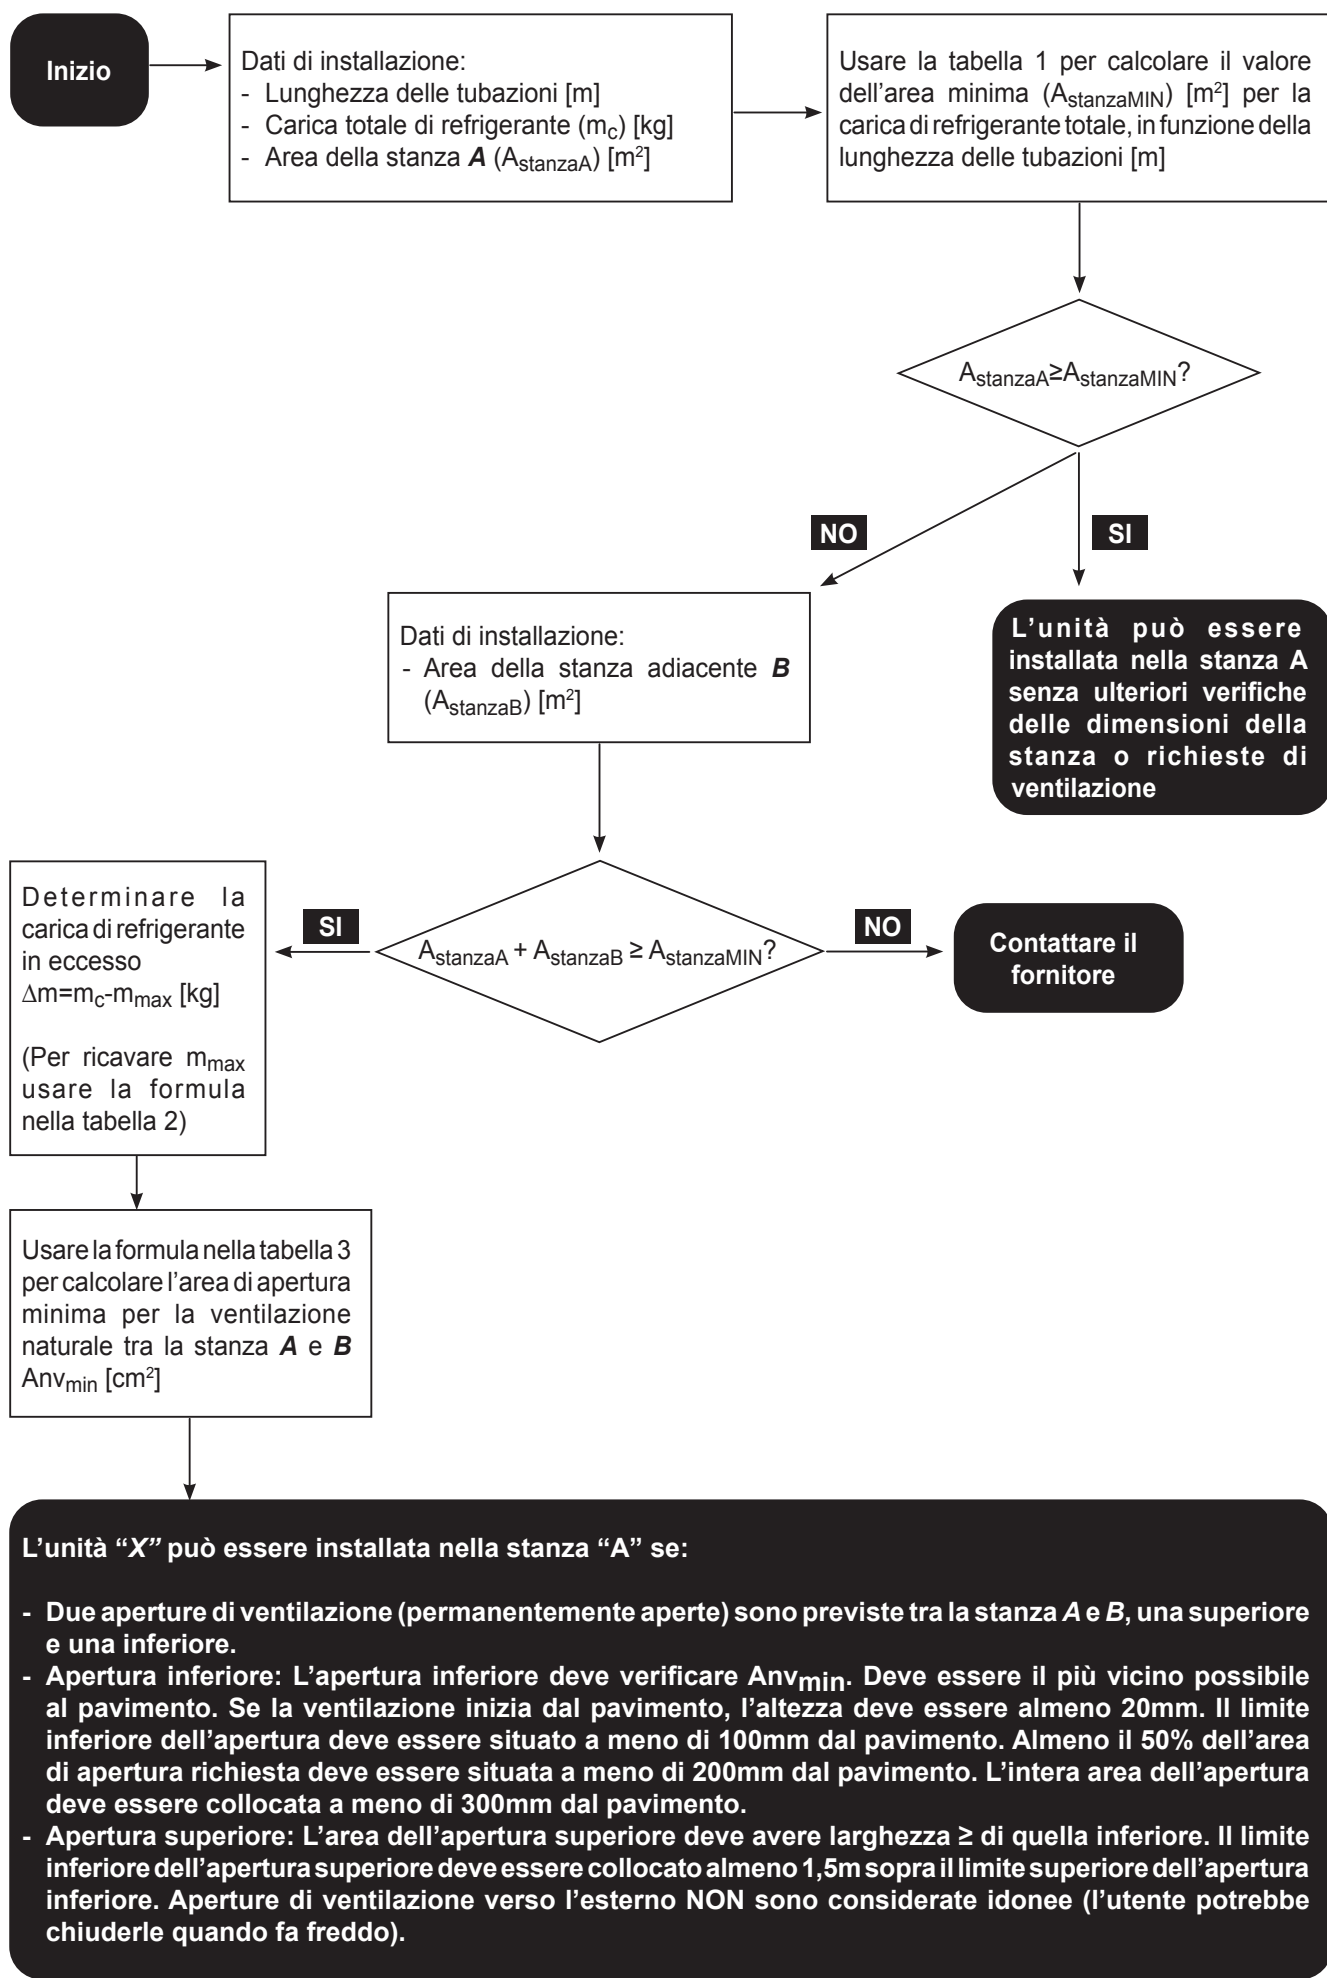 Inizio
Dati di installazione:
- Lunghezza delle tubazioni [m]
- Carica totale di refrigerante (mc) [kg]
- Area della stanza A (AstanzaA) [m²]
Usare la tabella 1 per calcolare il valore
dell'area minima (AstanzaMIN) [m²] per la
carica di refrigerante totale, in funzione della
lunghezza delle tubazioni [m]
AstanzaA≥AstanzaMIN?
NO
SI
L'unità può essere
installata nella stanza A
senza ulteriori verifiche
delle dimensioni della
stanza o richieste di
ventilazione
Dati di installazione:
- Area della stanza adiacente B
(AstanzaB) [m²]
AstanzaA + AstanzaB ≥ AstanzaMIN?
SI
NO
Contattare il
fornitore
Determinare la
carica di refrigerante
in eccesso
Δm=mc-mmax [kg]
(Per ricavare mmax
usare la formula
nella tabella 2)
Usare la formula nella tabella 3
per calcolare l'area di apertura
minima per la ventilazione
naturale tra la stanza A e B
Anvmin [cm²]
L'unità “X” può essere installata nella stanza “A” se:
- Due aperture di ventilazione (permanentemente aperte) sono previste tra la stanza A e B, una superiore
e una inferiore.
- Apertura inferiore: L'apertura inferiore deve verificare Anvmin. Deve essere il più vicino possibile
al pavimento. Se la ventilazione inizia dal pavimento, l'altezza deve essere almeno 20mm. Il limite
inferiore dell'apertura deve essere situato a meno di 100mm dal pavimento. Almeno il 50% dell'area
di apertura richiesta deve essere situata a meno di 200mm dal pavimento. L'intera area dell'apertura
deve essere collocata a meno di 300mm dal pavimento.
- Apertura superiore: L'area dell'apertura superiore deve avere larghezza ≥ di quella inferiore. Il limite
inferiore dell'apertura superiore deve essere collocato almeno 1,5m sopra il limite superiore dell'apertura
inferiore. Aperture di ventilazione verso l'esterno NON sono considerate idonee (l'utente potrebbe
chiuderle quando fa freddo).